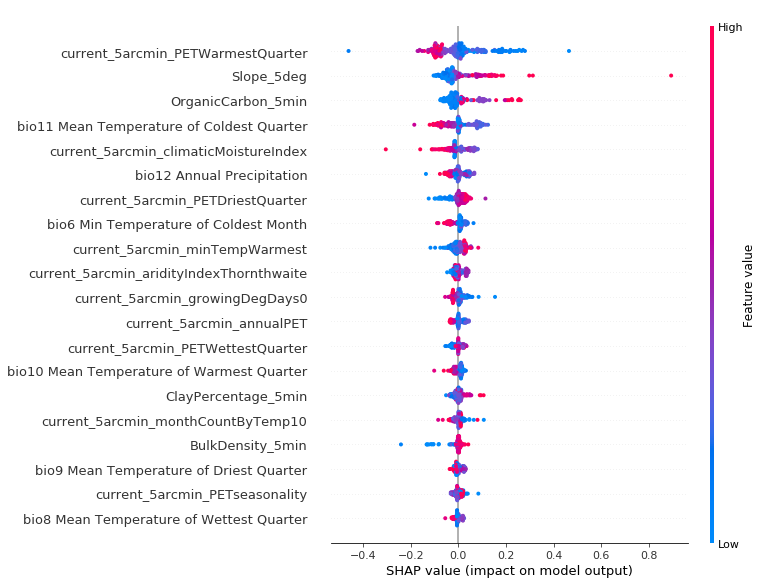 High
current_5arcmin_PETWarmestQuarter
Slope_5deg
OrganicCarbon_5min
bio11 Mean Temperature of Coldest Quarter
current_5arcmin_climaticMoistureIndex
bio12 Annual Precipitation
current_5arcmin_PETDriestQuarter
bio6 Min Temperature of Coldest Month
current_5arcmin_minTempWarmest
current_5arcmin_aridityIndexThornthwaite
current_5arcmin_growingDegDays0
current_5arcmin_annualPET
current_5arcmin_PETWettestQuarter
bio10 Mean Temperature of Warmest Quarter
ClayPercentage_5min
current_5arcmin_monthCountByTemp10
BulkDensity_5min
bio9 Mean Temperature of Driest Quarter
current_5arcmin_PETseasonality
bio8 Mean Temperature of Wettest Quarter
Feature value
Low
−0.4 −0.2 0.0 0.2 0.4 0.6 0.8
SHAP value (impact on model output)